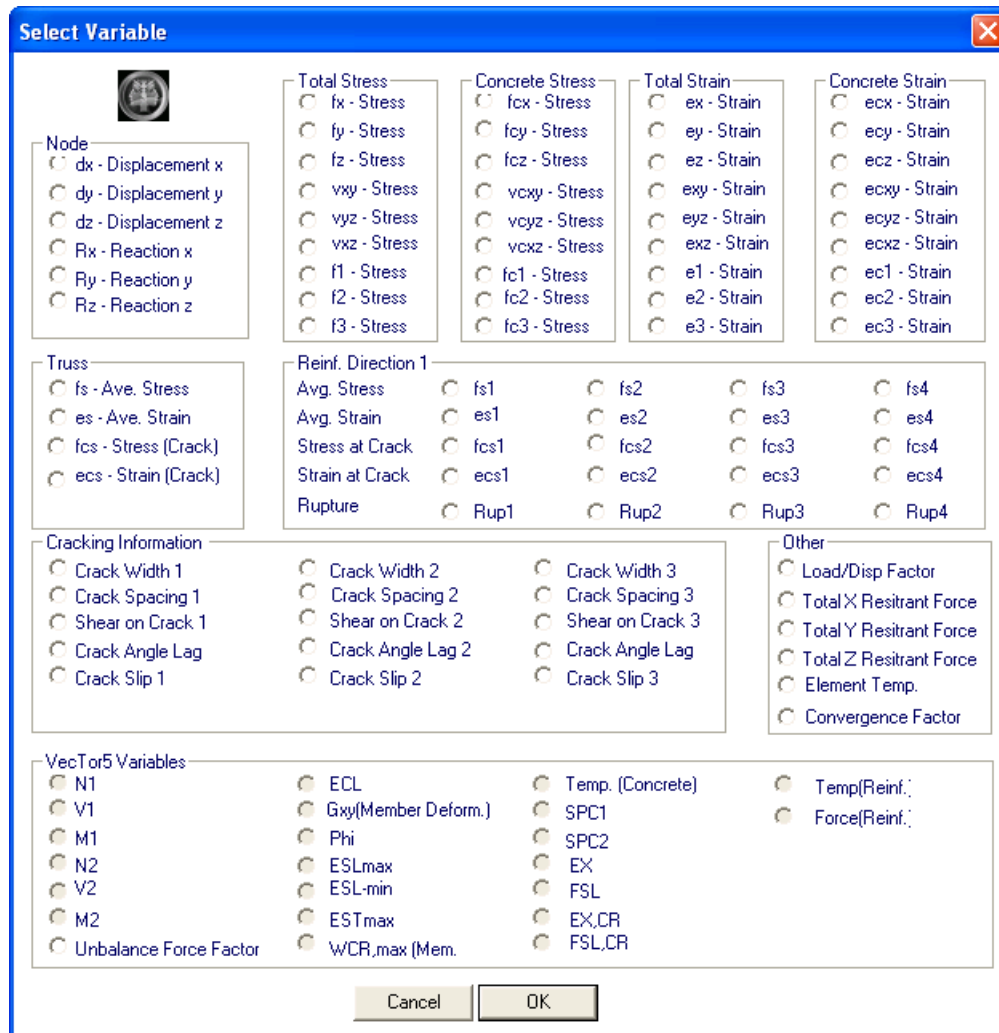 Select Variable
Node
dx - Displacement x
dy - Displacement y
dz - Displacement z
Rx - Reaction x
Ry - Reaction y
Rz - Reaction z
Total Stress
fx - Stress
fy - Stress
fz - Stress
vxy - Stress
vyz - Stress
vxz - Stress
f1 - Stress
f2 - Stress
f3 - Stress
Concrete Stress
fcx - Stress
fcy - Stress
fcz - Stress
vcxy - Stress
vcyz - Stress
vcxz - Stress
fc1 - Stress
fc2 - Stress
fc3 - Stress
Total Strain
ex - Strain
ey - Strain
ez - Strain
exy - Strain
eyz - Strain
exz - Strain
e1 - Strain
e2 - Strain
e3 - Strain
Concrete Strain
ecx - Strain
ecy - Strain
ecz - Strain
ecxy - Strain
ecyz - Strain
ecxz - Strain
ec1 - Strain
ec2 - Strain
ec3 - Strain
Truss
fs - Ave. Stress
es - Ave. Strain
fcs - Stress (Crack)
ecs - Strain (Crack)
Reinf. Direction 1
Avg. Stress fs1 fs2 fs3 fs4
Avg. Strain es1 es2 es3 es4
Stress at Crack fcs1 fcs2 fcs3 fcs4
Strain at Crack ecs1 ecs2 ecs3 ecs4
Rupture Rup1 Rup2 Rup3 Rup4
Cracking Information
Crack Width 1 Crack Width 2 Crack Width 3
Crack Spacing 1 Crack Spacing 2 Crack Spacing 3
Shear on Crack 1 Shear on Crack 2 Shear on Crack 3
Crack Angle Lag Crack Angle Lag 2 Crack Angle Lag
Crack Slip 1 Crack Slip 2 Crack Slip 3
Other
Load/Disp Factor
Total X Resitrant Force
Total Y Resitrant Force
Total Z Resitrant Force
Element Temp.
Convergence Factor
VecTor5 Variables
N1 ECL Temp. (Concrete) Temp(Reinf.)
V1 Gxy(Member Deform.) SPC1 Force(Reinf.)
M1 Phi SPC2
N2 ESLmax EX
V2 ESL-min FSL
M2 ESTmax EX,CR
Unbalance Force Factor WCR,max (Mem. FSL,CR
Cancel OK